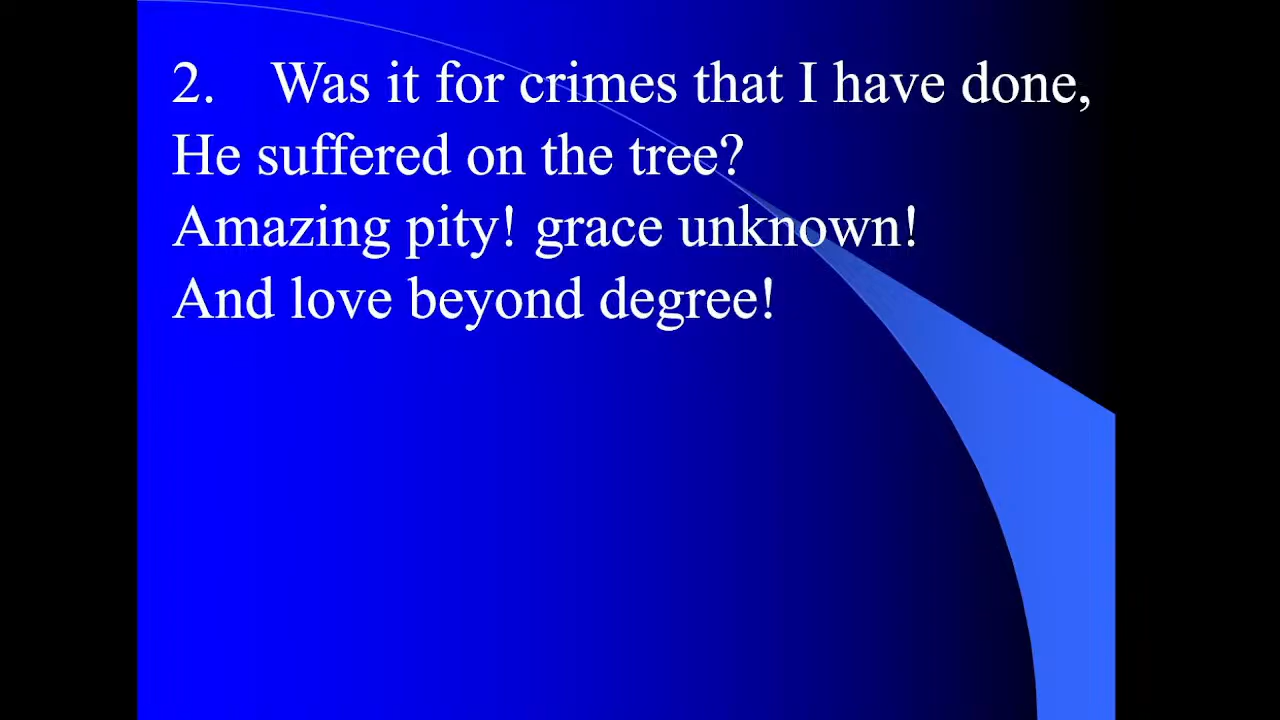 2. Was it for crimes that I have done,
He suffered on the tree?
Amazing pity! grace unknown!
And love beyond degree!